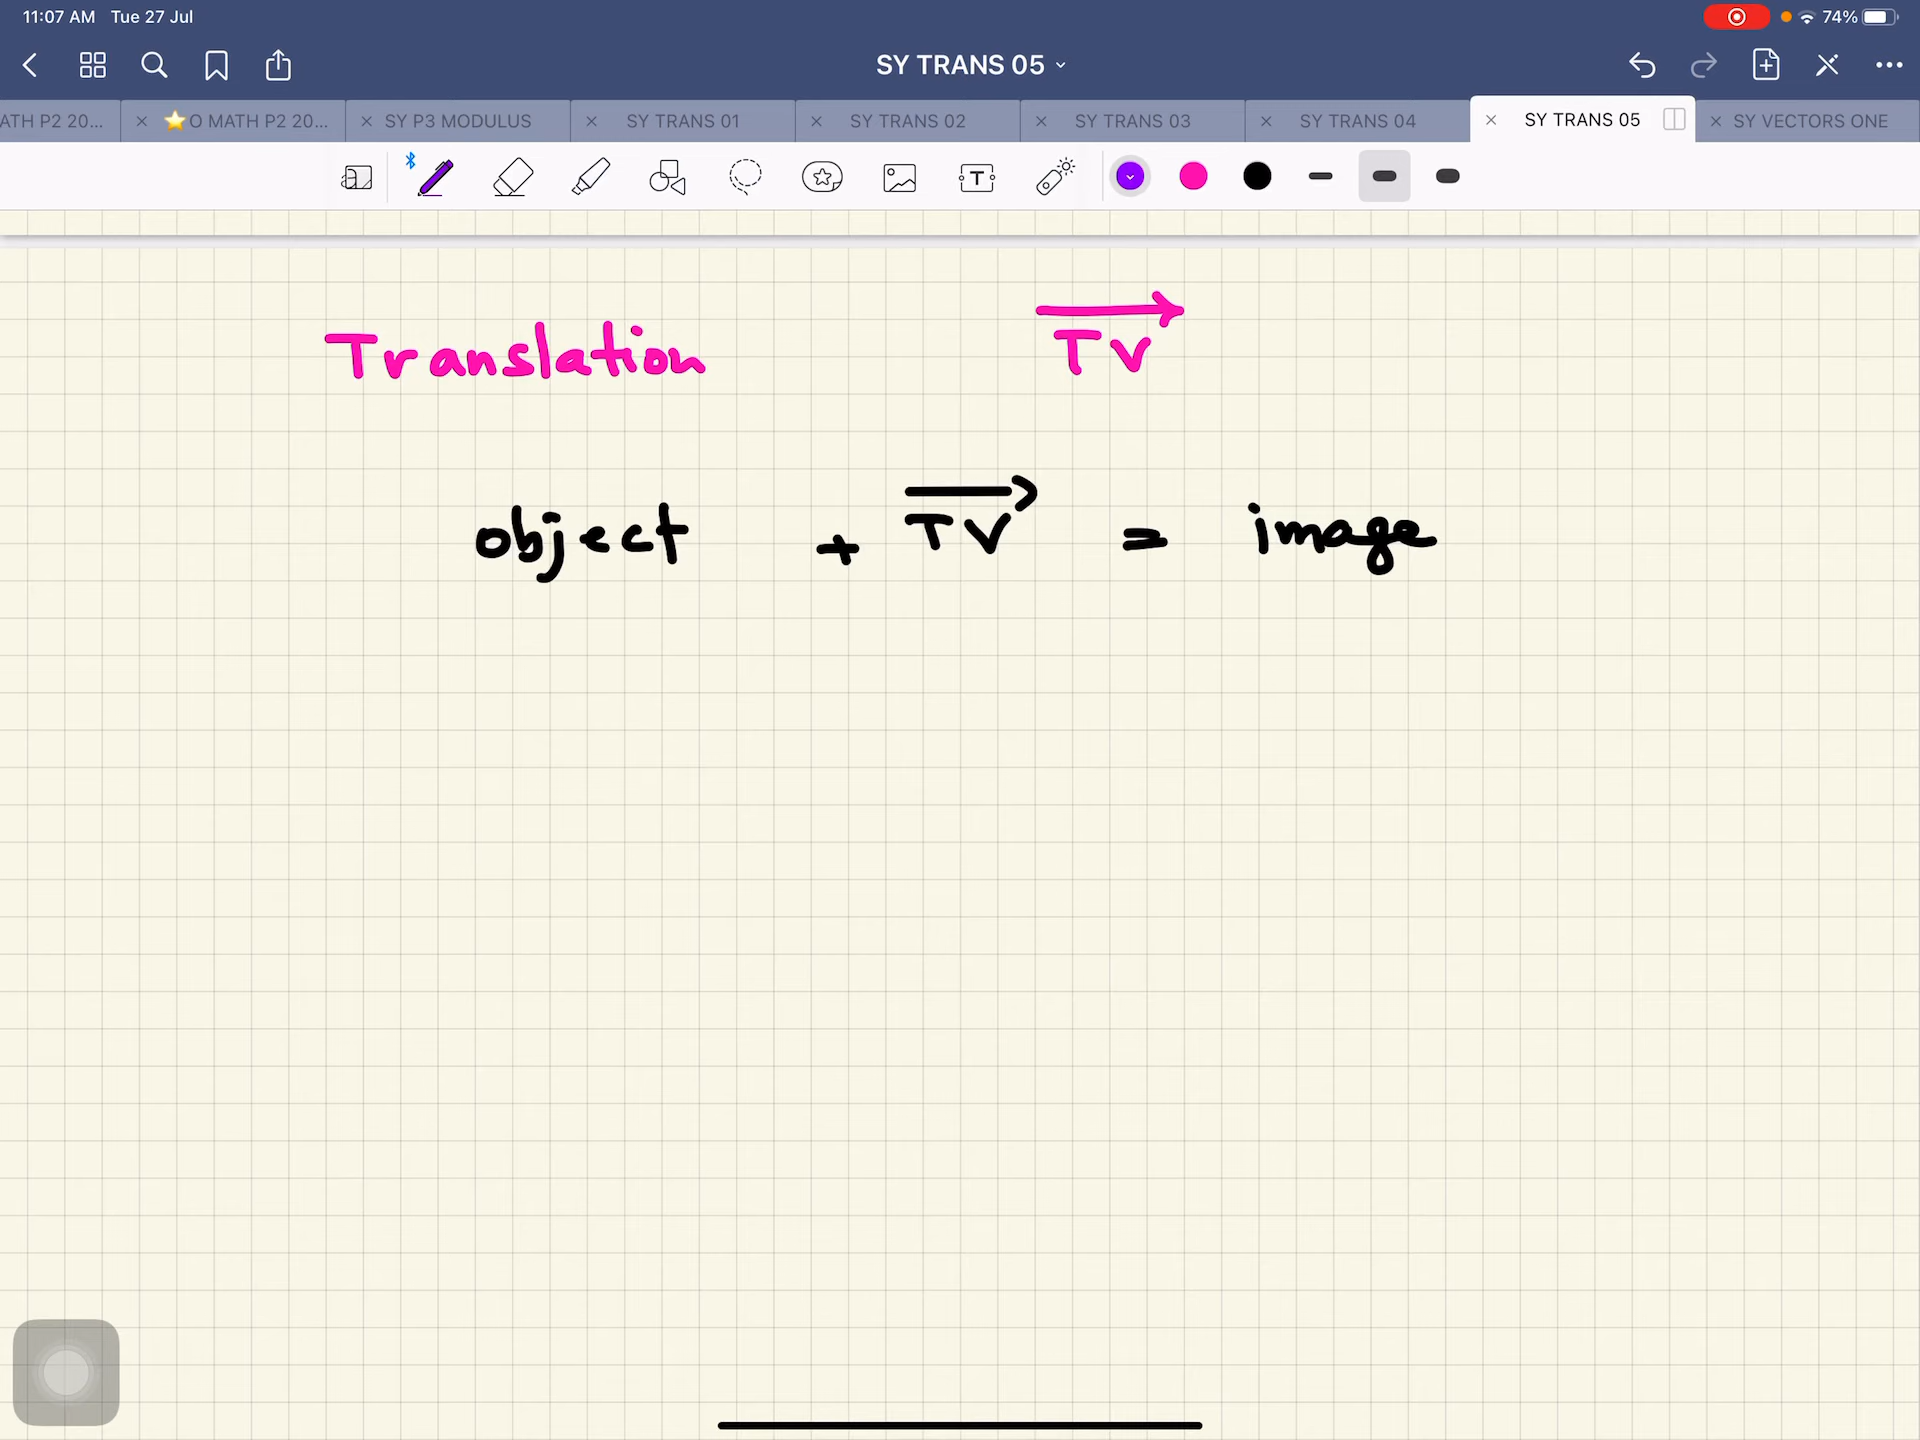 11:07 AM Tue 27 Jul 74%
SY TRANS 05
ATH P2 20... ⭐O MATH P2 20... SY P3 MODULUS SY TRANS 01 SY TRANS 02 SY TRANS 03 SY TRANS 04 SY TRANS 05 SY VECTORS ONE
Translation TV
object + TV = image